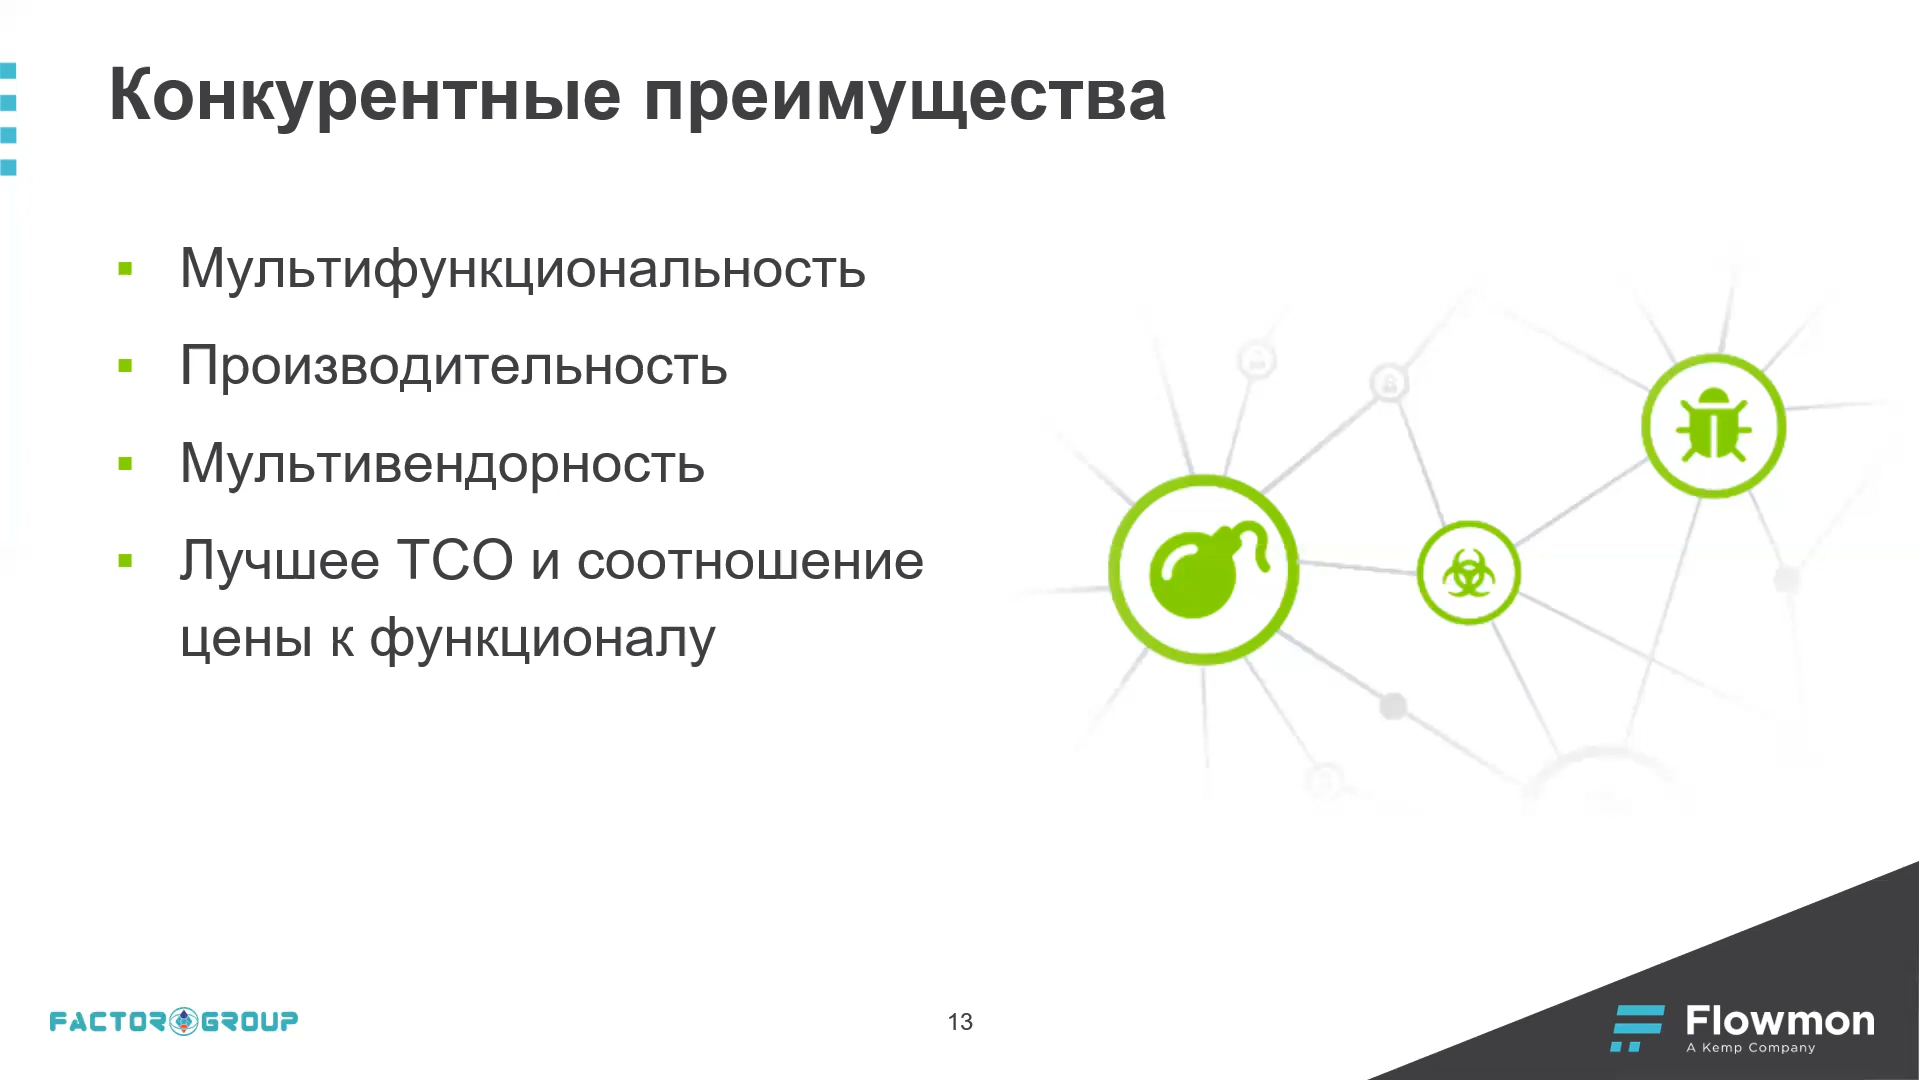 Конкурентные преимущества
▪ Мультифункциональность
▪ Производительность
▪ Мультивендорность
▪ Лучшее TCO и соотношение
цены к функционалу
FACTOR GROUP
13
Flowmon
A Kemp Company